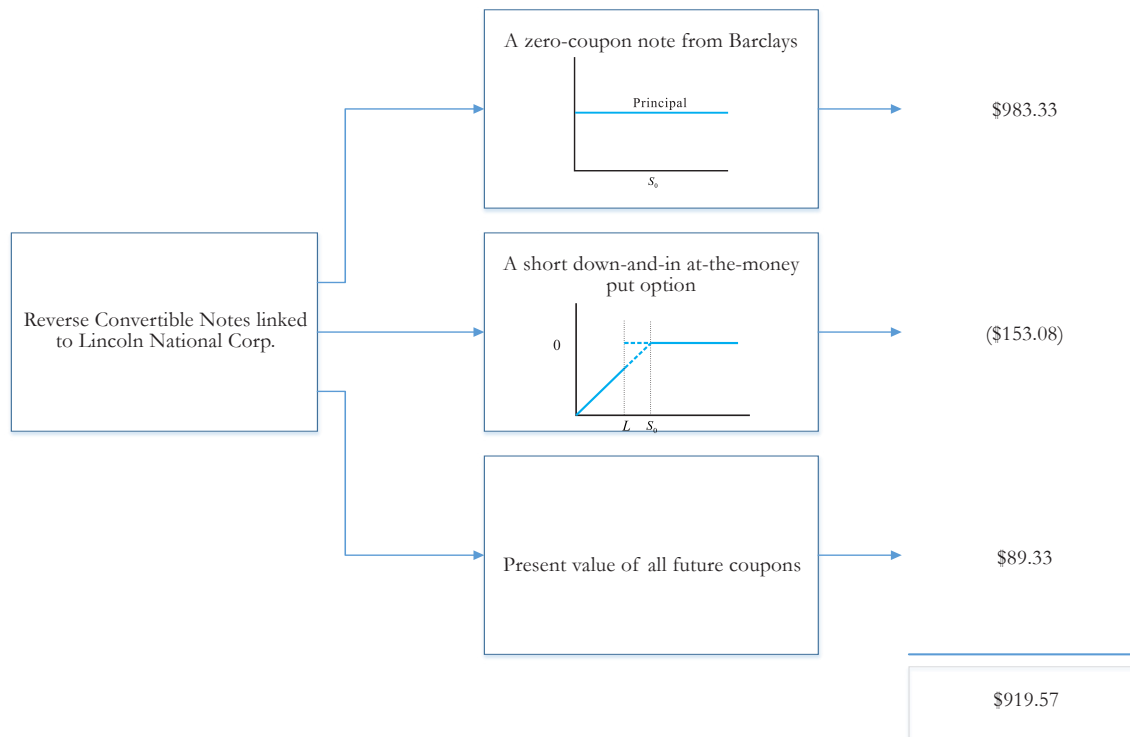 A zero-coupon note from Barclays
Principal
S₀
$983.33
Reverse Convertible Notes linked
to Lincoln National Corp.
A short down-and-in at-the-money
put option
0
L S₀
($153.08)
Present value of all future coupons
$89.33
$919.57